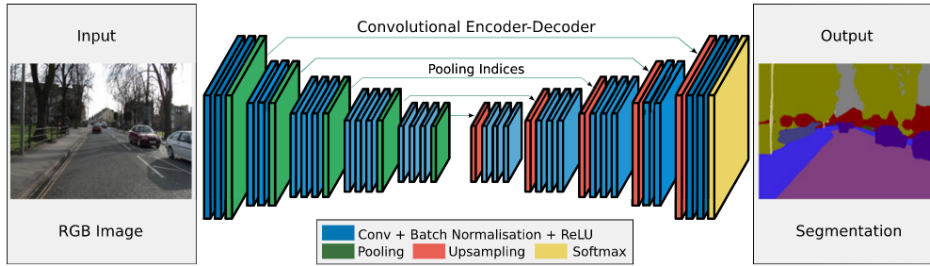 Input
RGB Image
Convolutional Encoder-Decoder
Pooling Indices
Conv + Batch Normalisation + ReLU
Pooling Upsampling Softmax
Output
Segmentation